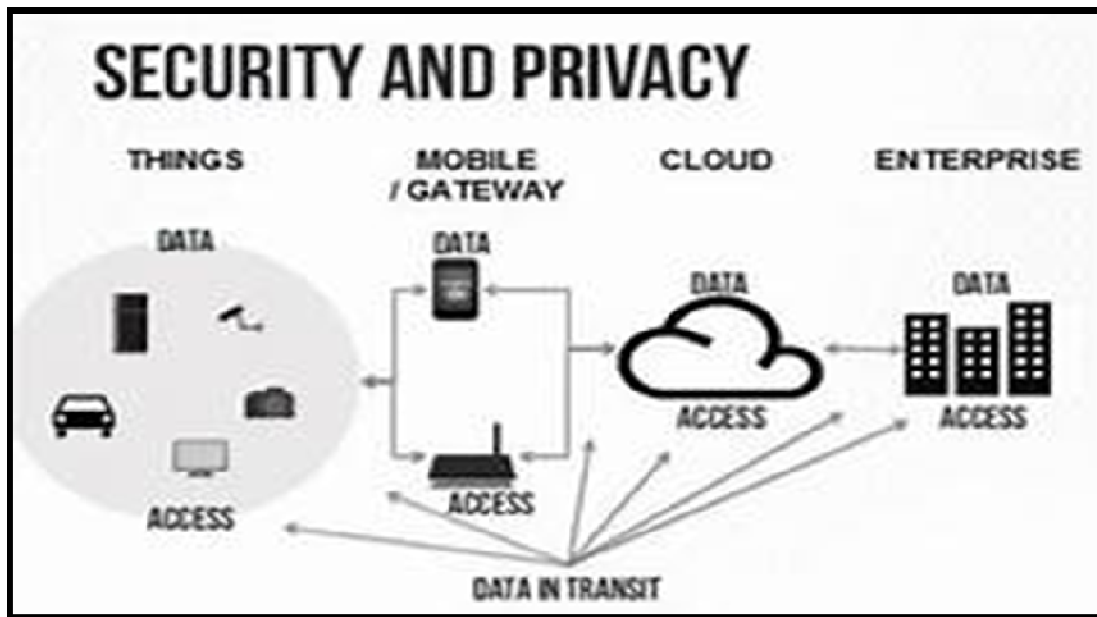 SECURITY AND PRIVACY
THINGS
MOBILE
/ GATEWAY
CLOUD
ENTERPRISE
DATA
DATA
DATA
DATA
ACCESS
ACCESS
ACCESS
ACCESS
DATA IN TRANSIT